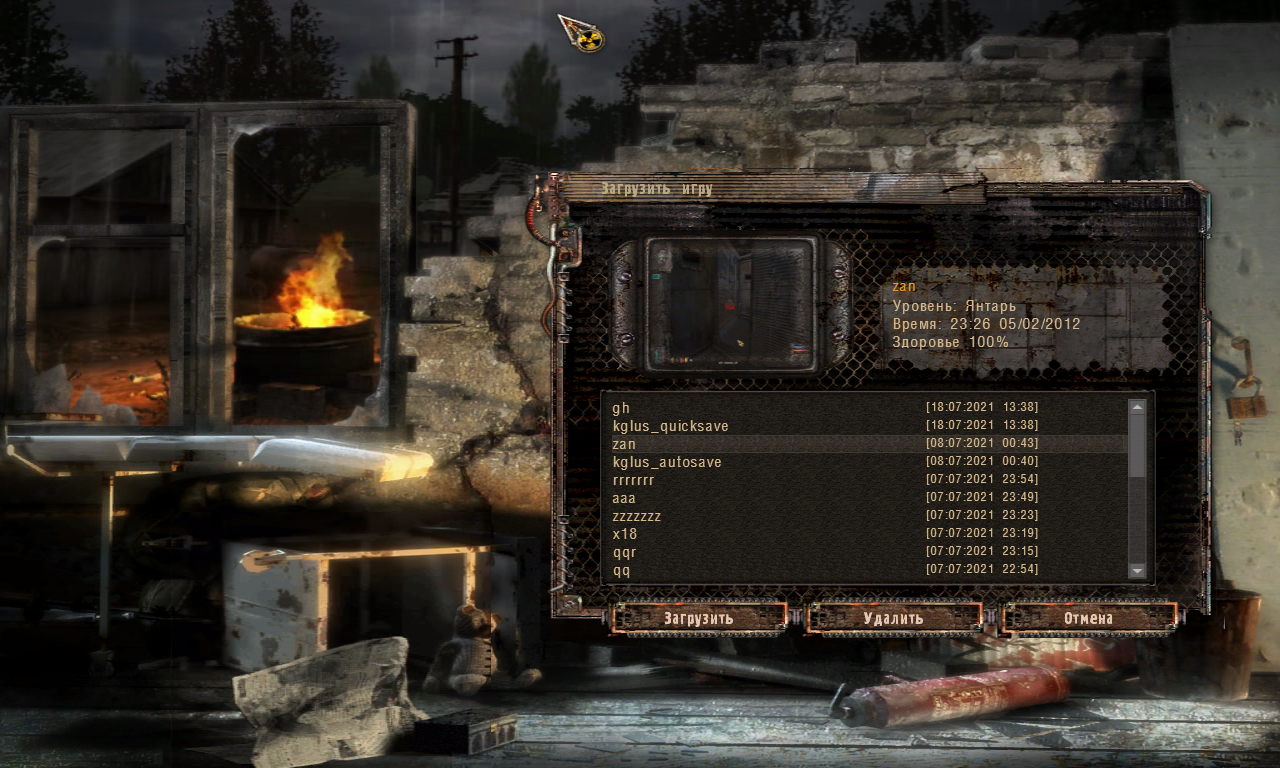 Загрузить игру
zan
Уровень: Янтарь
Время: 23:26 05/02/2012
Здоровье 100%
gh [18:07:2021 13:38]
kglus_quicksave [18:07:2021 13:38]
zan [08:07:2021 00:43]
kglus_autosave [08:07:2021 00:40]
rrrrrrr [07:07:2021 23:54]
aaa [07:07:2021 23:49]
zzzzzzz [07:07:2021 23:23]
x18 [07:07:2021 23:19]
qqr [07:07:2021 23:15]
qq [07:07:2021 22:54]
Загрузить Удалить Отмена